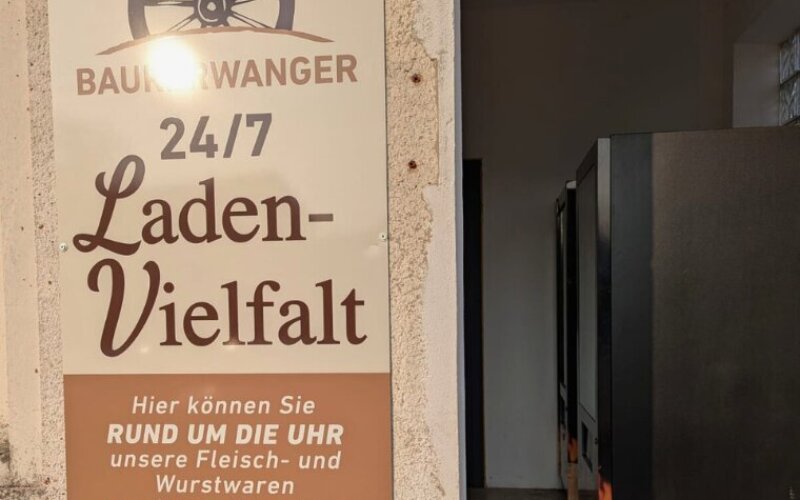 24/7
Laden-
Vielfalt
Hier können Sie
RUND UM DIE UHR
unsere Fleisch- und
Wurstwaren